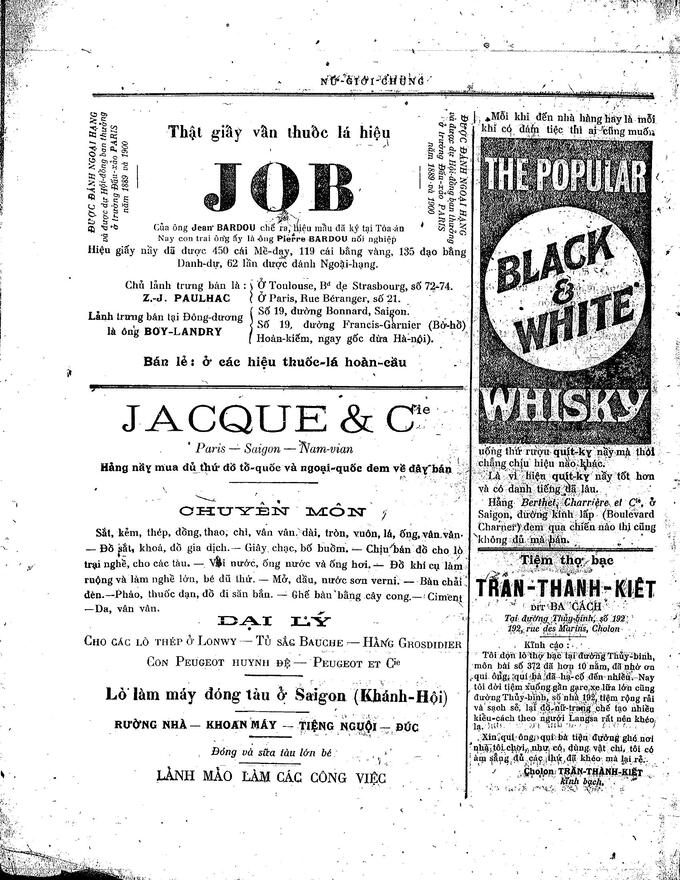 NỮ-GIỚI-CHUNG
ĐƯỢC ĐÁNH NGOẠI HẠNG
và được dự Hội-đồng ban thưởng
ở trường Đấu-xảo PARIS
năm 1889 và 1900
Thật giấy vấn thuốc lá hiệu
JOB
ĐƯỢC ĐÁNH NGOẠI HẠNG
và được dự Hội-đồng ban thưởng
ở trường Đấu-xảo PARIS
năm 1889 và 1900
Của ông Jean BARDOU chế ra, hiệu mầu đã ký tại Tòa-án
Nay con trai ông ấy là ông Pierre BARDOU nối nghiệp
Hiệu giấy nầy đã được 450 cái Mề-đay, 119 cái bằng vàng, 135 đạo bằng
Danh-dự, 62 lần được dánh Ngoại-hạng.
Chủ lãnh trưng bán là :
Z.-J. PAULHAC
Ở Toulouse, Bd de Strasbourg, số 72-74.
Ở Paris, Rue Béranger, số 21.
Lãnh trưng bán tại Đông-dương
là ông BOY-LANDRY
Số 19, đường Bonnard, Saigon.
Số 19, đường Francis-Garnier (Bờ-hồ)
Hoàn-kiếm, ngay gốc dừa Hà-nội).
Bán lẻ : ở các hiệu thuốc-lá hoàn-cầu
JACQUE & Cie
Paris — Saigon — Nam-vian
Hằng nầy mua đủ thứ đồ tổ-quốc và ngoại-quốc đem về đây bán
CHUYÊN MÔN
Sắt, kẽm, thép, đồng, thao, chì, vân vân, dài, tròn, vuôn, lá, ống, vân vân.
— Đồ sắt, khoá, đồ gia dịch. — Giây chạc, bố buồm. — Chịu bán đồ cho lò
trại nghề, cho các tàu. — Vòi nước, ống nước và ống hơi. — Đồ khí cụ làm
ruộng và làm nghề lớn, bé đủ thứ. — Mở, dầu, nước sơn verni. — Bàn chải
đèn. — Pháo, thuốc đạn, đồ đi săn bắn. — Ghế bàn bằng cây cong. — Ciment
— Da, vân vân.
ĐẠI LÝ
CHO CÁC LÒ THÉP Ở LONWY — TỦ SẮC BAUCHE — HÀNG GROSDIDIER
CON PEUGEOT HUYNH ĐỆ — PEUGEOT ET Cie
Lò làm máy đóng tàu ở Saigon (Khánh-Hội)
RƯỜNG NHÀ — KHOAN MÁY — TIỆNG NGUỘI — ĐÚC
Đóng và sữa tàu lớn bé
LÃNH MÀO LÀM CÁC CÔNG VIỆC
Mỗi khi đến nhà hàng hay là mỗi
khi có đám tiệc thì ai cũng muốn
THE POPULAR
BLACK
&
WHITE
WHISKY
uống thứ rượu quít-kỵ nầy mà thôi
chẳng chịu hiệu nào khác.
Là vì hiệu quít-kỵ nầy tốt hơn
và có danh tiếng đã lâu.
Hằng Berthet, Charrière et Cie, ở
Saigon, đường kinh lấp (Boulevard
Charner) đem qua chiến nào thì cũng
không đủ mà bán.
Tiệm thợ bạc
TRẦN-THÀNH-KIẾT
DIT BA CÁCH
Tại đường Thủy-binh, số 192
192, rue des Marins, Cholon
Kính cáo :
Tôi dọn lò thợ bạc tại đường Thủy-binh,
môn bài số 372 đã hơn 10 năm, đã nhờ ơn
quí ông, quí bà đã hạ-cố đến nhiều. Nay
tôi dời tiệm xuống gần gare xe lửa lớn cũng
đường Thủy-binh, số nhà 192, tiệm rộng rãi
và sạch sẽ, lại đồ nữ-trang chế tạo nhiều
kiểu-cách theo người Langsa rất nên khéo
lạ.
Xin quí ông, quí bà tiện đường ghé nơi
nhà tôi chơi, như có dùng vật chi, tôi có
làm sẳng đủ các thứ đã khéo mà lại rẻ.
Cholon TRẦN-THÀNH-KIẾT
kính bạch.